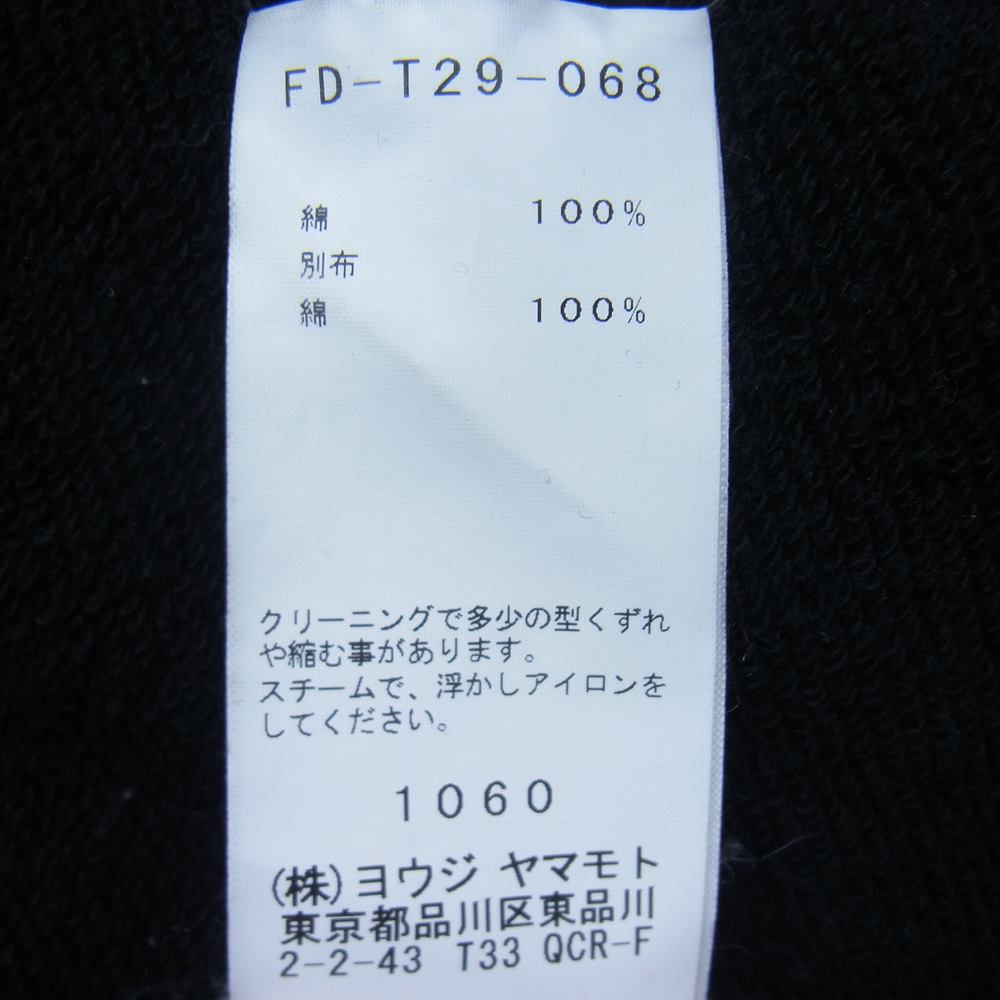 FD-T29-068
綿 100%
別布
綿 100%
クリーニングで多少の型くずれ
や縮む事があります。
スチームで、浮かしアイロンを
してください。
1060
(株)ヨウジ ヤマモト
東京都品川区東品川
2-2-43 T33 QCR-F